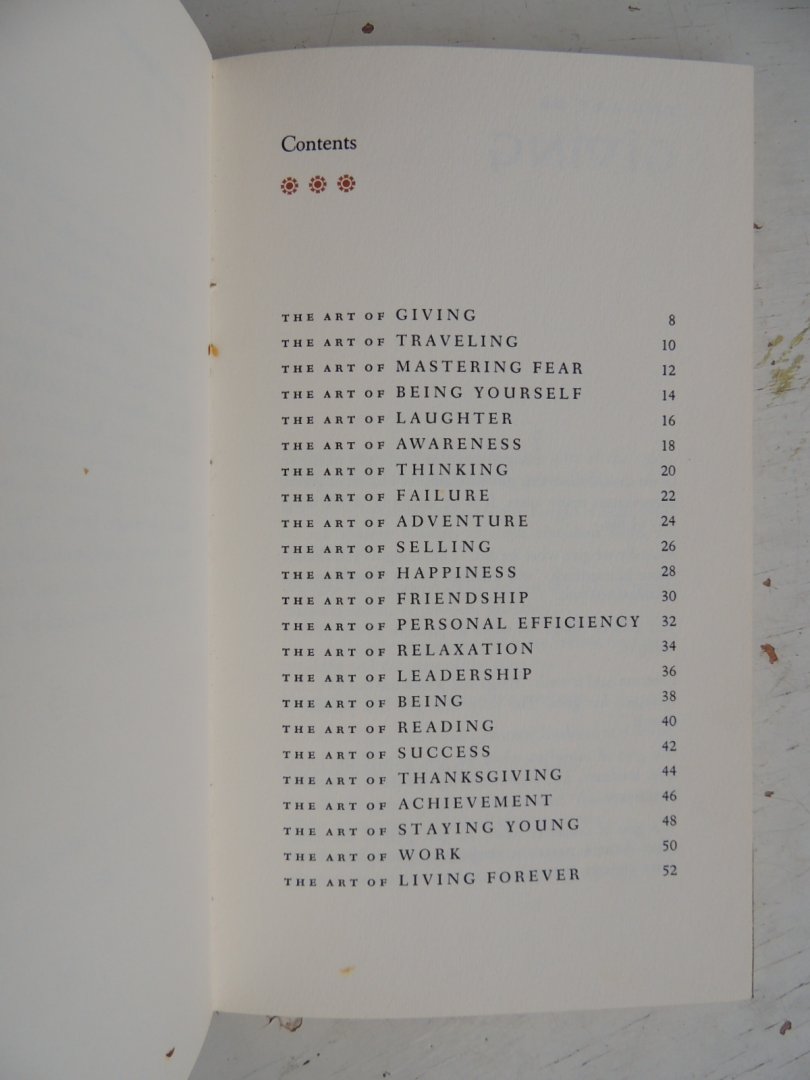 Contents
THE ART OF GIVING 8
THE ART OF TRAVELING 10
THE ART OF MASTERING FEAR 12
THE ART OF BEING YOURSELF 14
THE ART OF LAUGHTER 16
THE ART OF AWARENESS 18
THE ART OF THINKING 20
THE ART OF FAILURE 22
THE ART OF ADVENTURE 24
THE ART OF SELLING 26
THE ART OF HAPPINESS 28
THE ART OF FRIENDSHIP 30
THE ART OF PERSONAL EFFICIENCY 32
THE ART OF RELAXATION 34
THE ART OF LEADERSHIP 36
THE ART OF BEING 38
THE ART OF READING 40
THE ART OF SUCCESS 42
THE ART OF THANKSGIVING 44
THE ART OF ACHIEVEMENT 46
THE ART OF STAYING YOUNG 48
THE ART OF WORK 50
THE ART OF LIVING FOREVER 52